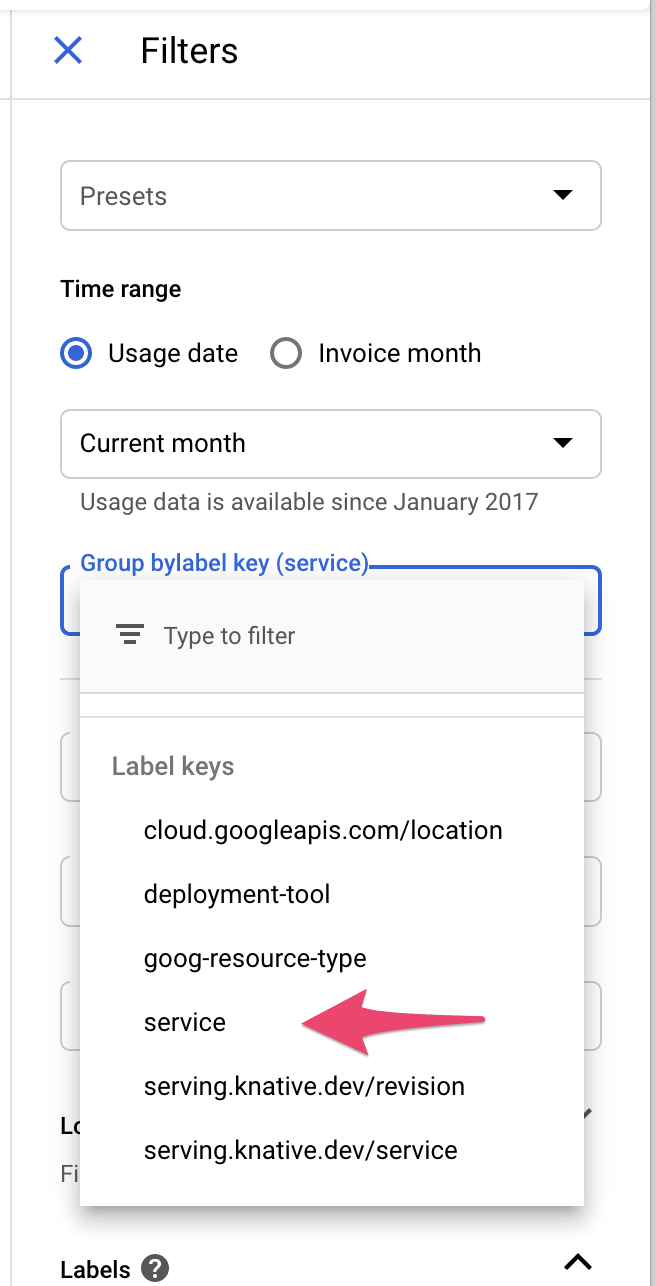 Filters
Presets
Time range
Usage date Invoice month
Current month
Usage data is available since January 2017
Group bylabel key (service)
Type to filter
Label keys
cloud.googleapis.com/location
deployment-tool
goog-resource-type
service
serving.knative.dev/revision
serving.knative.dev/service
Lo
Fi
Labels ?